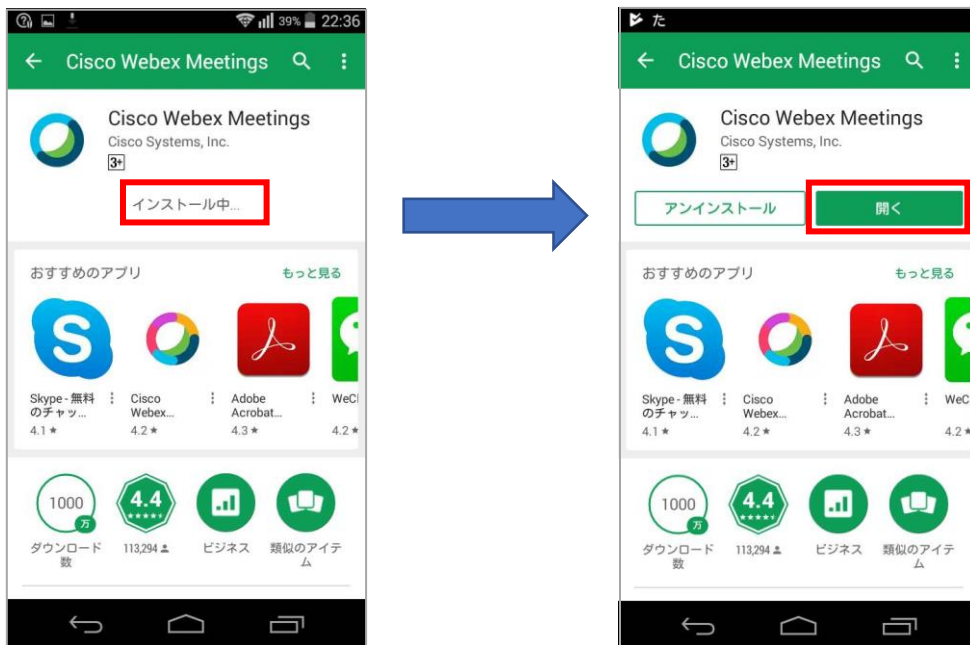 39% 22:36
Cisco Webex Meetings
Cisco Webex Meetings
Cisco Systems, Inc.
3+
インストール中...
おすすめのアプリ もっと見る
Skype - 無料
のチャッ...
4.1★
Cisco
Webex...
4.2★
Adobe
Acrobat...
4.3★
WeC
4.2★
1000
万
ダウンロード
数
4.4
113,294
ビジネス
類似のアイテ
ム
た
Cisco Webex Meetings
Cisco Webex Meetings
Cisco Systems, Inc.
3+
アンインストール 開く
おすすめのアプリ もっと見る
Skype - 無料
のチャッ...
4.1★
Cisco
Webex...
4.2★
Adobe
Acrobat...
4.3★
WeC
4.2★
1000
万
ダウンロード
数
4.4
113,294
ビジネス
類似のアイテ
ム